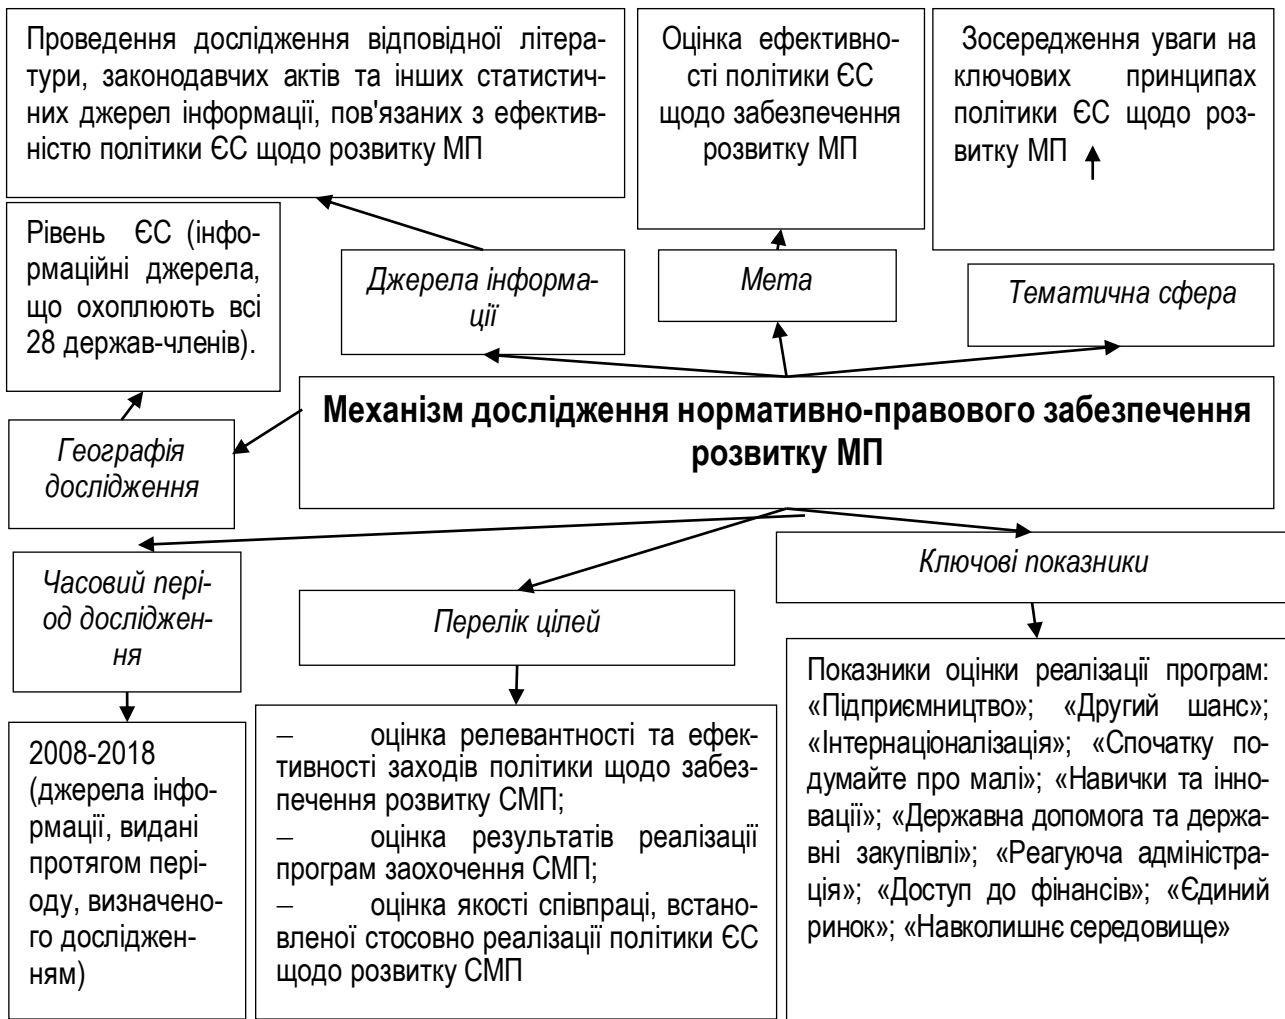 Проведення дослідження відповідної літера-
тури, законодавчих актів та інших статистич-
них джерел інформації, пов'язаних з ефектив-
ністю політики ЄС щодо розвитку МП
Оцінка ефективно-
сті політики ЄС
щодо забезпечення
розвитку МП
Зосередження уваги на
ключових принципах
політики ЄС щодо роз-
витку МП
Рівень ЄС (інфо-
рмаційні джерела,
що охоплюють всі
28 держав-членів).
Джерела інформа-
ції
Мета
Тематична сфера
Механізм дослідження нормативно-правового забезпечення
розвитку МП
Географія
дослідження
Часовий пері-
од досліджен-
ня
Перелік цілей
Ключові показники
2008-2018
(джерела інфо-
рмації, видані
протягом пері-
оду, визначено-
го досліджен-
ням)
– оцінка релевантності та ефек-
тивності заходів політики щодо забез-
печення розвитку СМП;
– оцінка результатів реалізації
програм заохочення СМП;
– оцінка якості співпраці, встано-
вленої стосовно реалізації політики ЄС
щодо розвитку СМП
Показники оцінки реалізації програм:
«Підприємництво»; «Другий шанс»;
«Інтернаціоналізація»; «Спочатку по-
думайте про малі»; «Навички та інно-
вації»; «Державна допомога та держа-
вні закупівлі»; «Реагуюча адміністра-
ція»; «Доступ до фінансів»; «Єдиний
ринок»; «Навколишнє середовище»